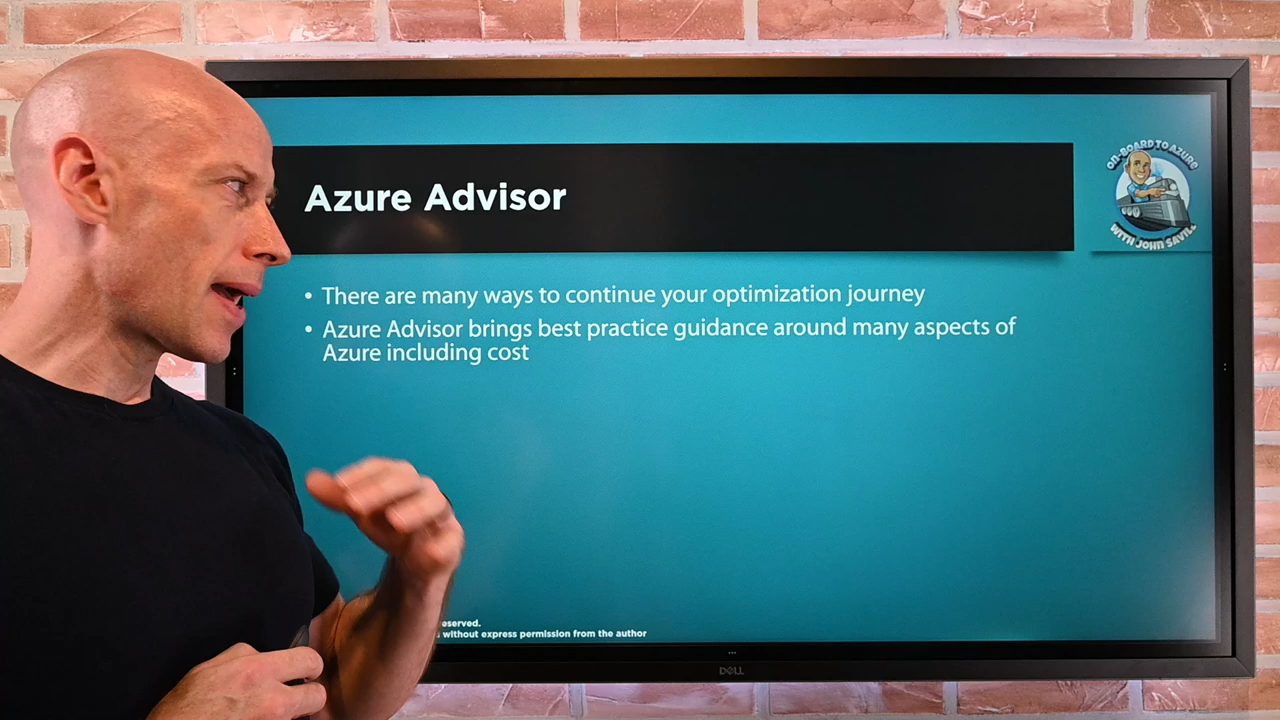 Azure Advisor
ON-BOARD TO AZURE
WITH JOHN SAVILL
• There are many ways to continue your optimization journey
• Azure Advisor brings best practice guidance around many aspects of
Azure including cost
without express permission from the author
DELL